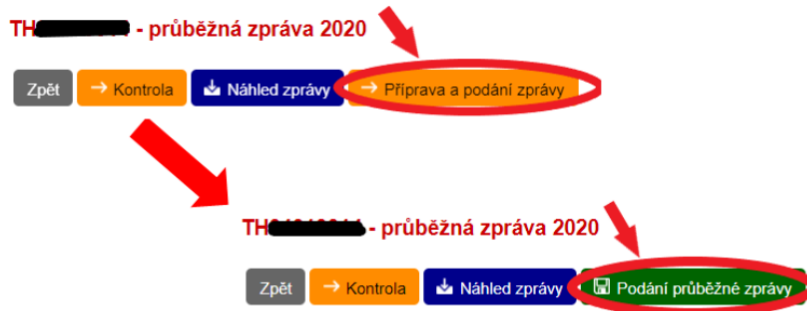 TH - průběžná zpráva 2020
Zpět → Kontrola Náhled zprávy → Příprava a podání zprávy
TH - průběžná zpráva 2020
Zpět → Kontrola Náhled zprávy Podání průběžné zprávy